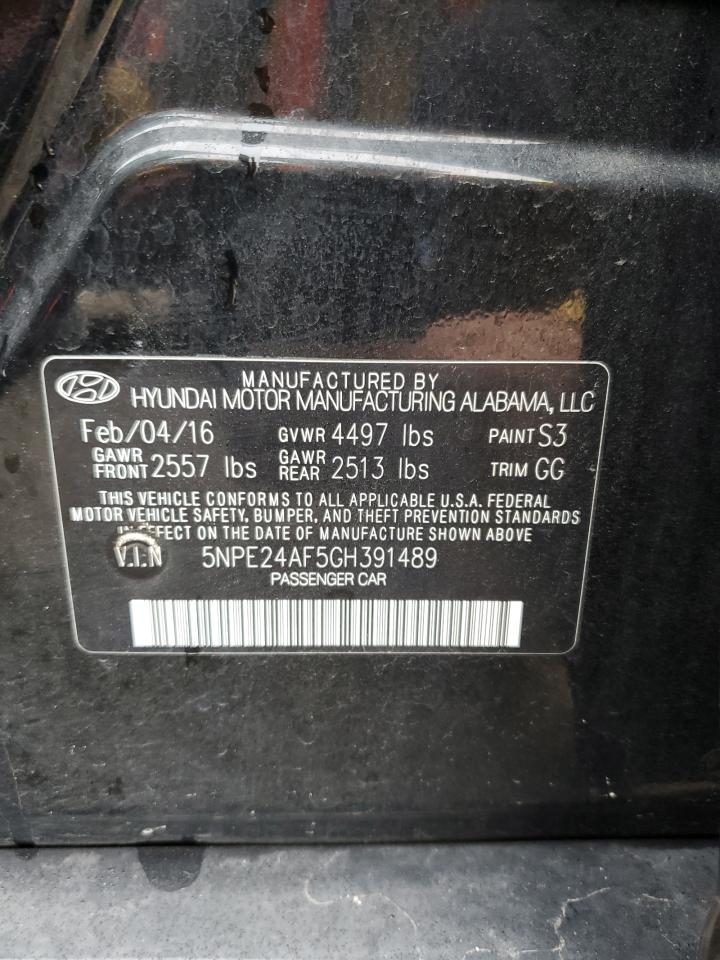 MANUFACTURED BY
HYUNDAI MOTOR MANUFACTURING ALABAMA, LLC
Feb/04/16 GVWR 4497 lbs PAINT S3
GAWR FRONT 2557 lbs GAWR REAR 2513 lbs TRIM GG
THIS VEHICLE CONFORMS TO ALL APPLICABLE U.S.A. FEDERAL
MOTOR VEHICLE SAFETY, BUMPER, AND THEFT PREVENTION STANDARDS
IN EFFECT ON THE DATE OF MANUFACTURE SHOWN ABOVE
V.I.N 5NPE24AF5GH391489
PASSENGER CAR